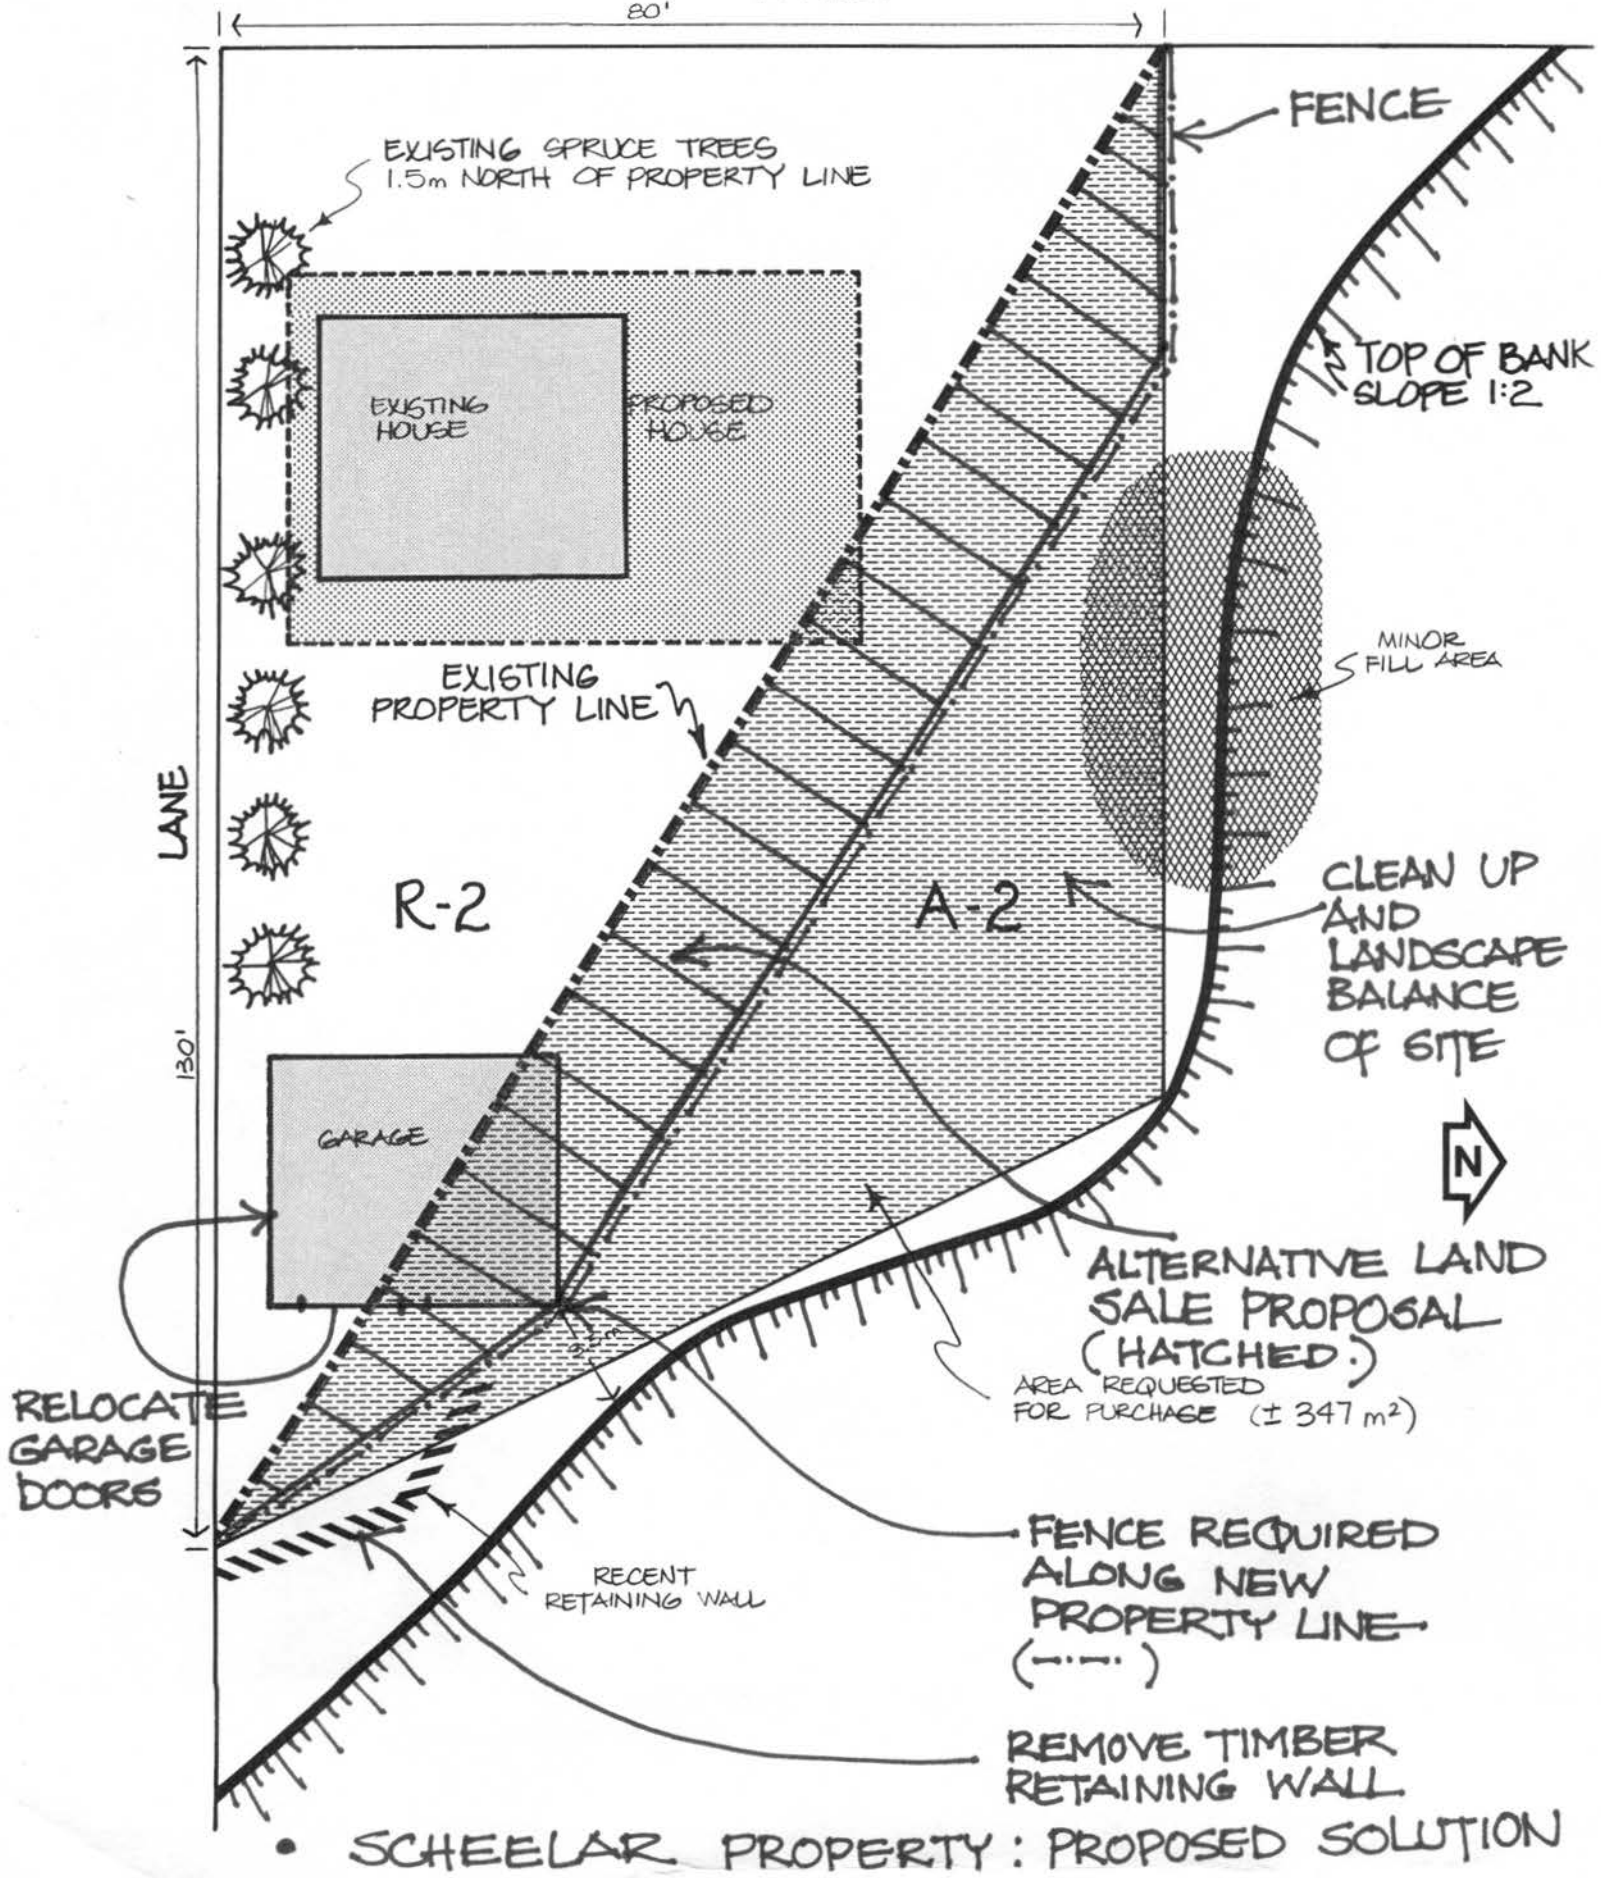 80'
FENCE
EXISTING SPRUCE TREES
1.5m NORTH OF PROPERTY LINE
TOP OF BANK
SLOPE 1:2
EXISTING
HOUSE
PROPOSED
HOUSE
MINOR
FILL AREA
EXISTING
PROPERTY LINE
LANE
130'
R-2
A-2
CLEAN UP
AND
LANDSCAPE
BALANCE
OF SITE
GARAGE
N
ALTERNATIVE LAND
SALE PROPOSAL
(HATCHED.)
AREA REQUESTED
FOR PURCHASE (± 347 m²)
RELOCATE
GARAGE
DOORS
RECENT
RETAINING WALL
FENCE REQUIRED
ALONG NEW
PROPERTY LINE
(—·—·)
REMOVE TIMBER
RETAINING WALL
• SCHEELAR PROPERTY: PROPOSED SOLUTION